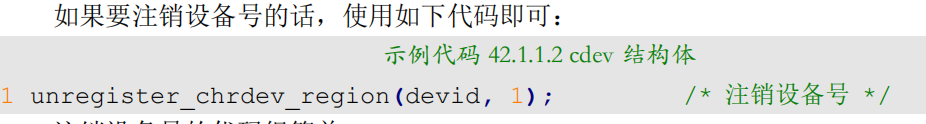 如果要注销设备号的话，使用如下代码即可：
示例代码 42.1.1.2 cdev 结构体
1 unregister_chrdev_region(devid, 1); /* 注销设备号 */